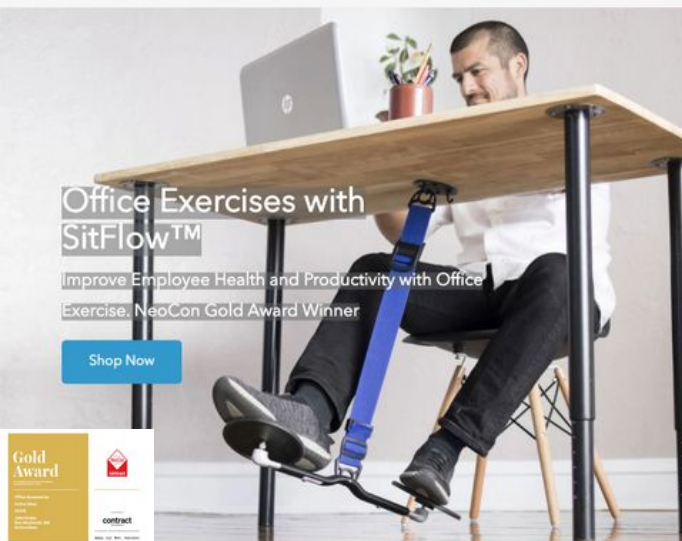 Office Exercises with
SitFlow™
Improve Employee Health and Productivity with Office
Exercise. NeoCon Gold Award Winner
Shop Now
hp
Gold
Award
contract